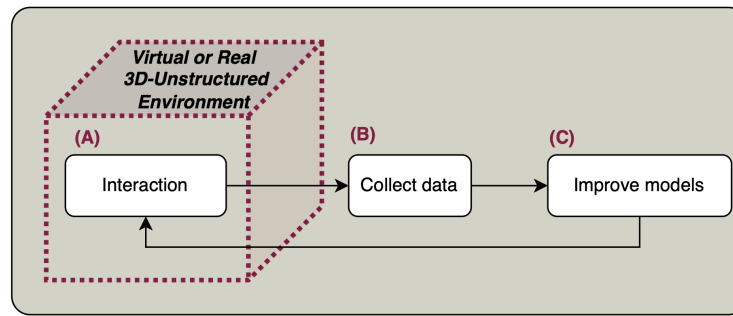 Virtual or Real
3D-Unstructured
Environment
(A)
Interaction
(B)
Collect data
(C)
Improve models